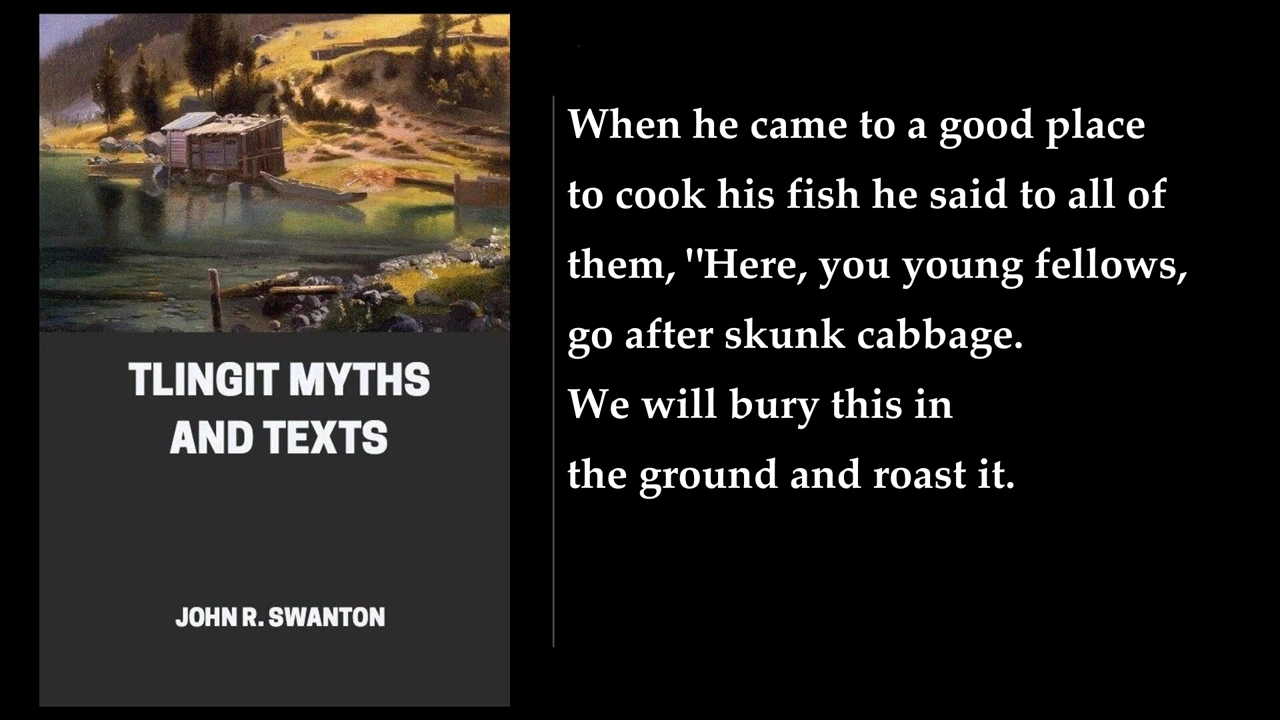 TLINGIT MYTHS
AND TEXTS
JOHN R. SWANTON
When he came to a good place
to cook his fish he said to all of
them, "Here, you young fellows,
go after skunk cabbage.
We will bury this in
the ground and roast it.